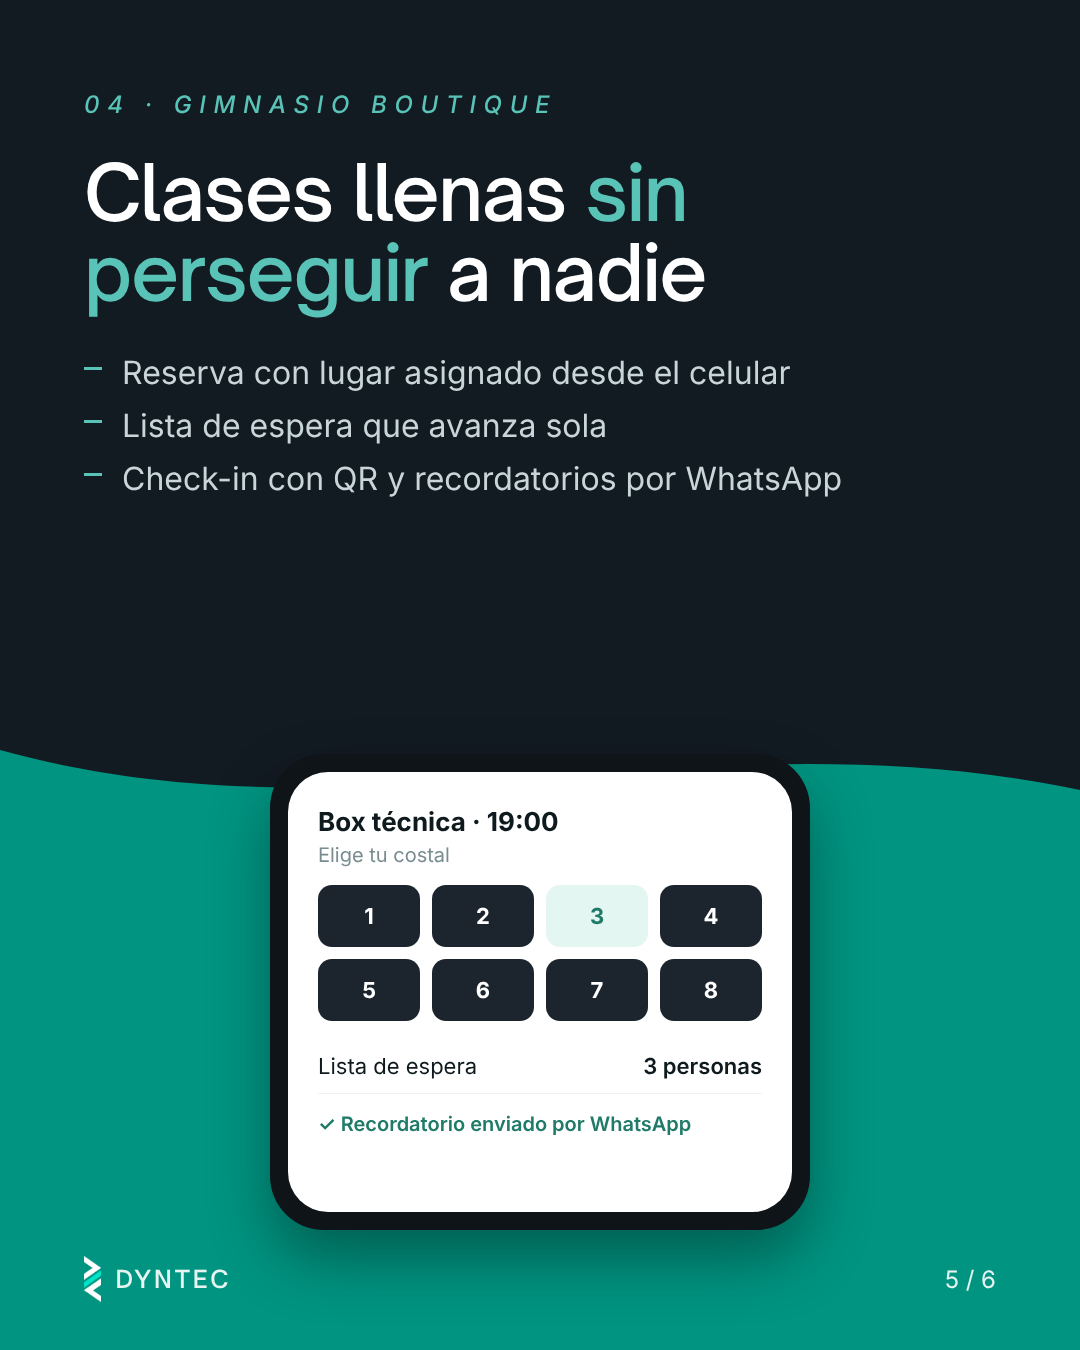 04 · GIMNASIO BOUTIQUE
Clases llenas sin
perseguir a nadie
– Reserva con lugar asignado desde el celular
– Lista de espera que avanza sola
– Check-in con QR y recordatorios por WhatsApp
Box técnica · 19:00
Elige tu costal
1 2 3 4
5 6 7 8
Lista de espera 3 personas
✓ Recordatorio enviado por WhatsApp
DYNTEC 5 / 6